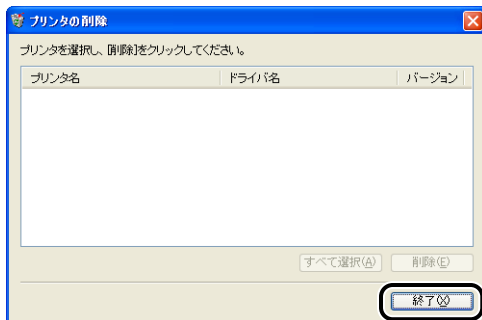 プリンタの削除
プリンタを選択し、[削除]をクリックしてください。
プリンタ名 ドライバ名 バージョン
すべて選択(A) 削除(E)
終了(X)